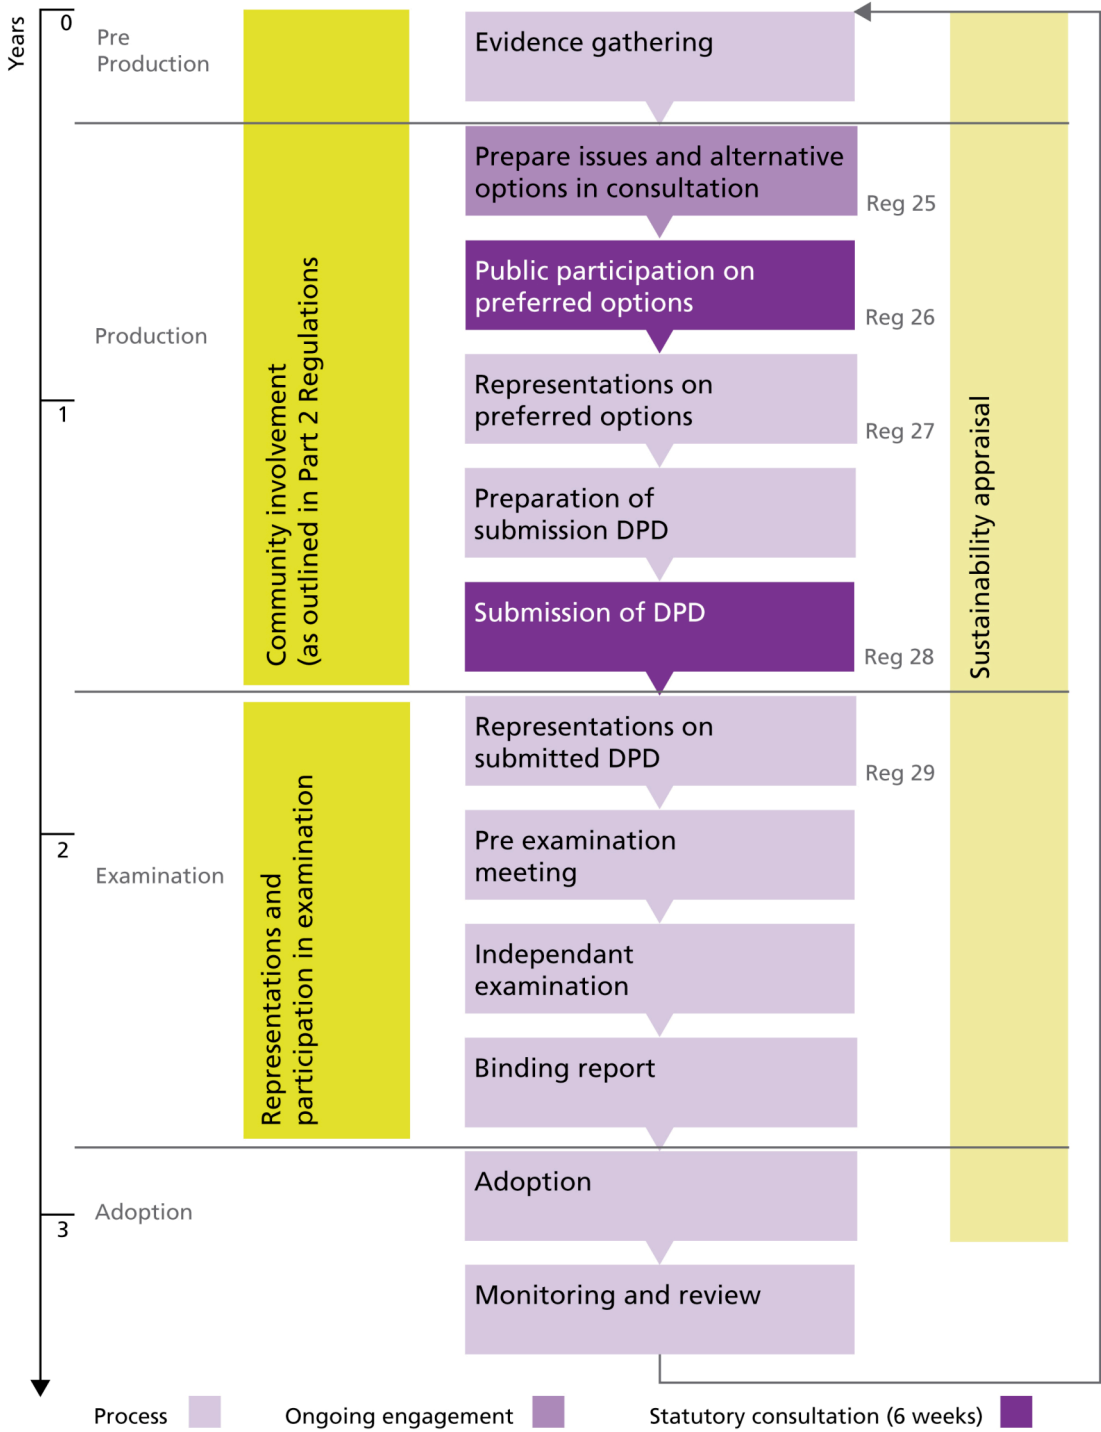 Years
0
Pre
Production
Evidence gathering
Prepare issues and alternative
options in consultation
Reg 25
Public participation on
preferred options
Reg 26
Production
Community involvement
(as outlined in Part 2 Regulations
Representations on
preferred options
Reg 27
1
Sustainability appraisal
Preparation of
submission DPD
Submission of DPD
Reg 28
Representations on
submitted DPD
Reg 29
2
Examination
Representations and
participation in examination
Pre examination
meeting
Independant
examination
Binding report
Adoption
Adoption
3
Monitoring and review
Process
Ongoing engagement
Statutory consultation (6 weeks)